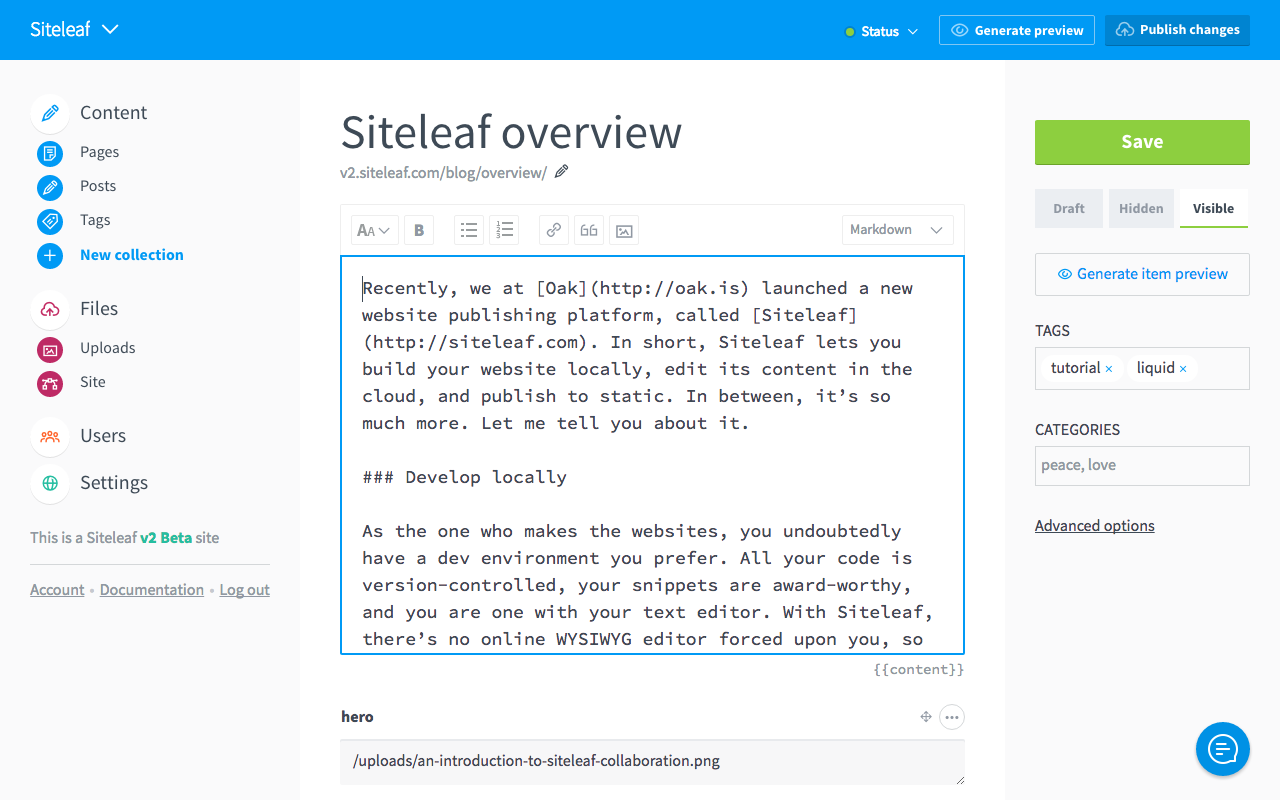 Siteleaf
Status
Generate preview
Publish changes
Content
Pages
Posts
Tags
New collection
Files
Uploads
Site
Users
Settings
This is a Siteleaf v2 Beta site
Account • Documentation • Log out
Siteleaf overview
v2.siteleaf.com/blog/overview/
AA
B
1
2
3
Markdown
Recently, we at [Oak](http://oak.is) launched a new
website publishing platform, called [Siteleaf]
(http://siteleaf.com). In short, Siteleaf lets you
build your website locally, edit its content in the
cloud, and publish to static. In between, it’s so
much more. Let me tell you about it.
### Develop locally
As the one who makes the websites, you undoubtedly
have a dev environment you prefer. All your code is
version-controlled, your snippets are award-worthy,
and you are one with your text editor. With Siteleaf,
there’s no online WYSIWYG editor forced upon you, so
{{content}}
hero
/uploads/an-introduction-to-siteleaf-collaboration.png
Save
Draft
Hidden
Visible
Generate item preview
TAGS
tutorial × liquid ×
CATEGORIES
peace, love
Advanced options